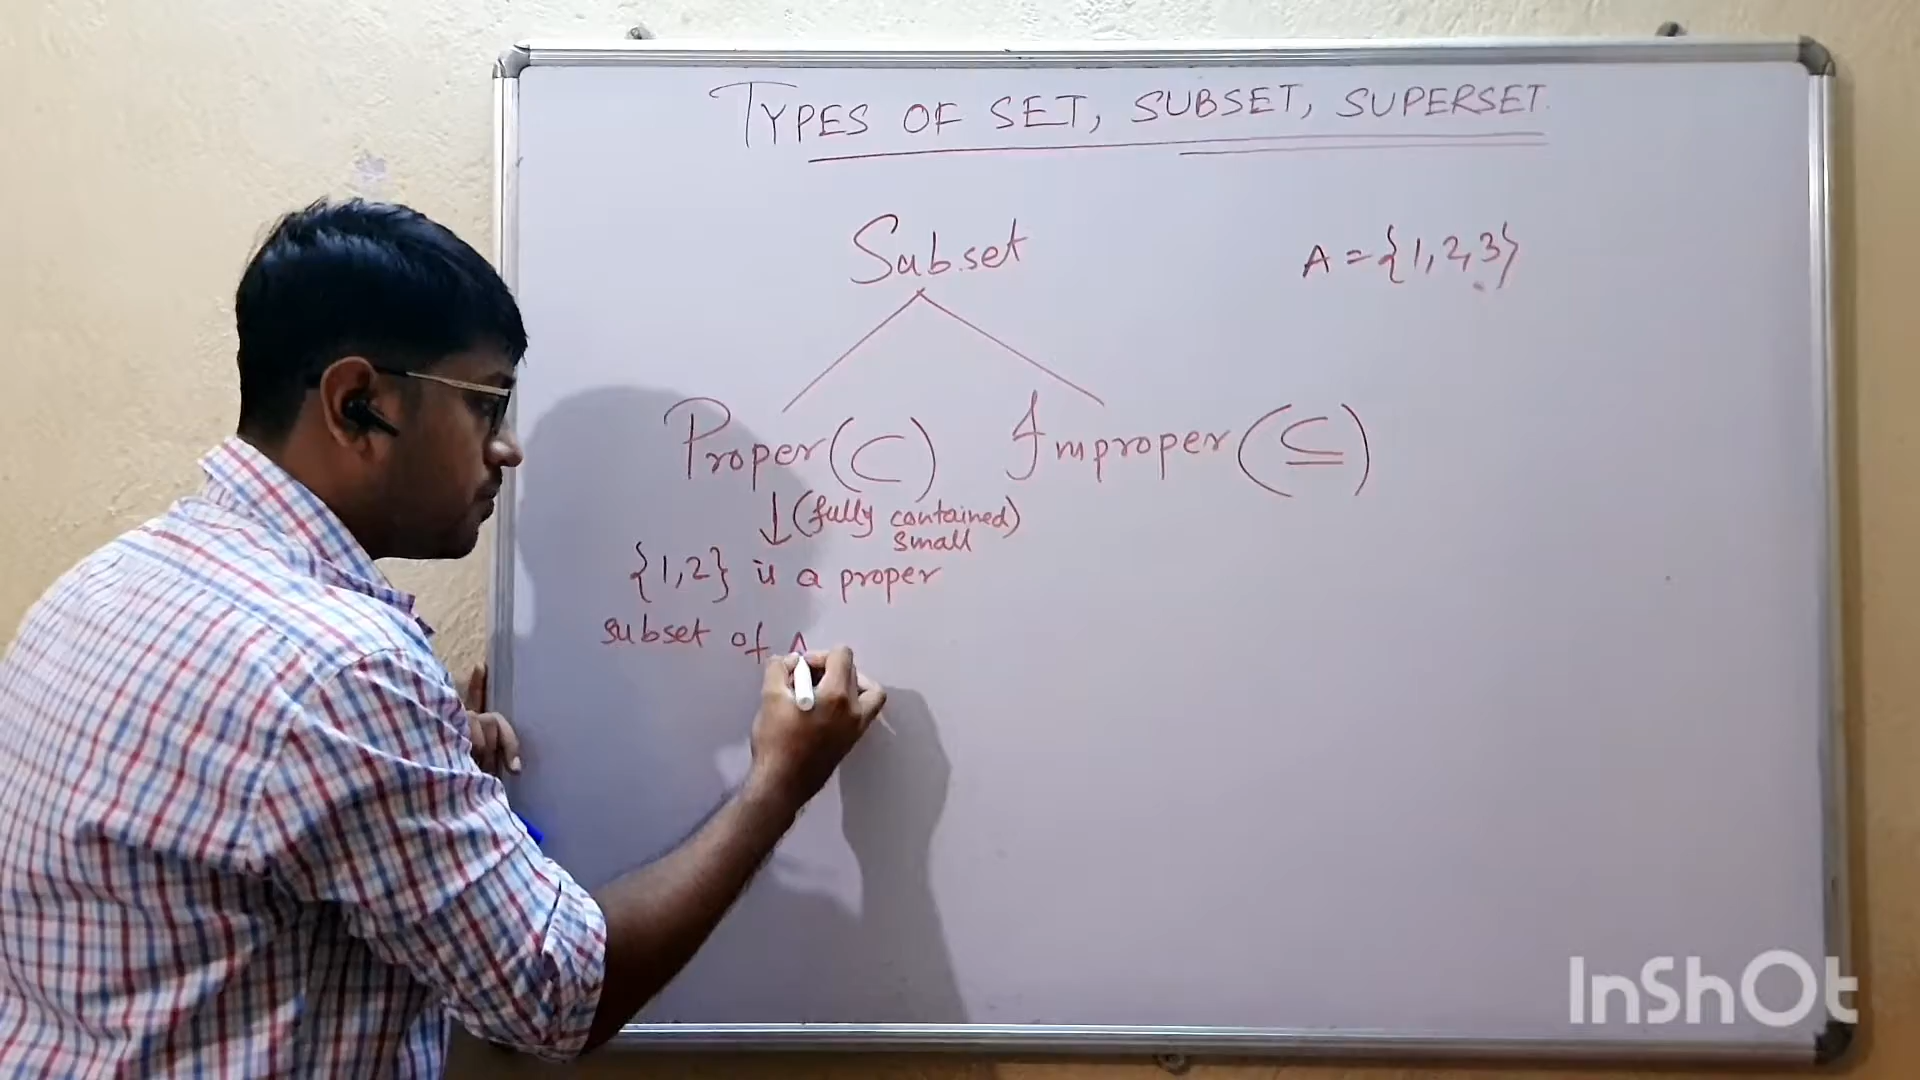 TYPES OF SET, SUBSET, SUPERSET.
Subset
A = {1, 2, 3}
Proper (⊂)
Improper (⊆)
↓ (fully contained)
small
{1, 2} is a proper
subset of A
InShOt